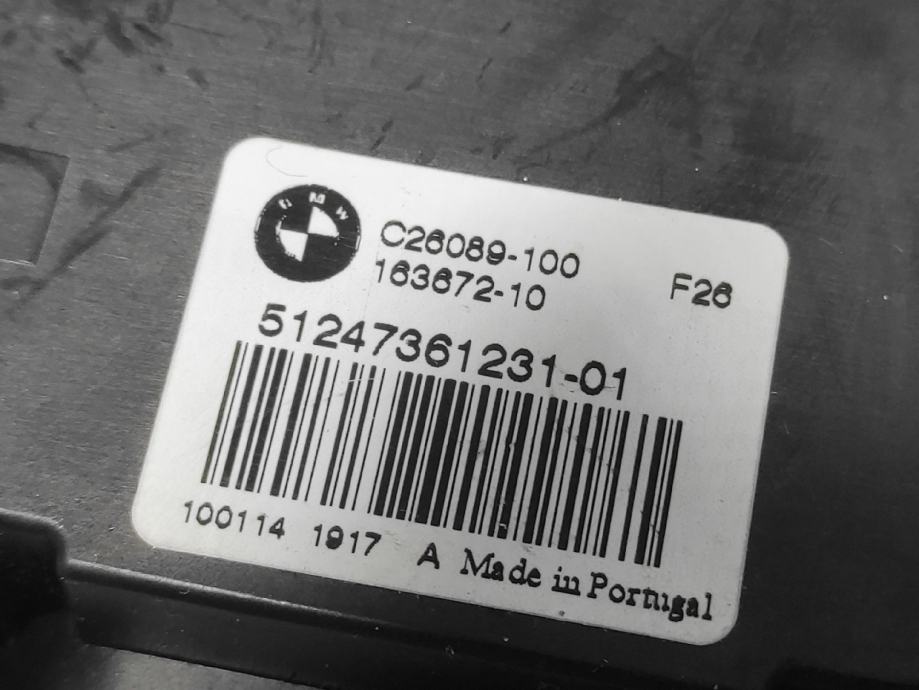 BMW
C26089-100
163672-10
F26
51247361231-01
100114 1917 A Made in Portugal